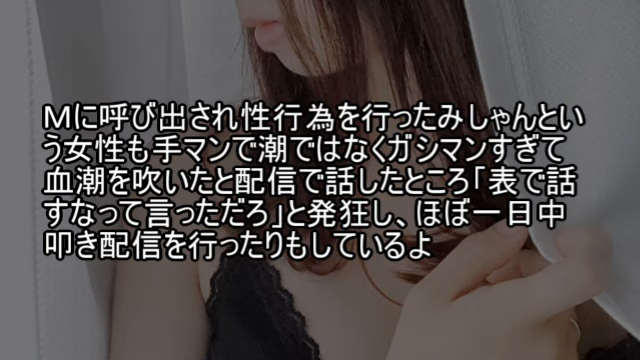 Mに呼び出され性行為を行ったみしゃんとい
う女性も手マンで潮ではなくガシマンすぎて
血潮を吹いたと配信で話したところ「表で話
すなって言っただろ」と発狂し、ほぼ一日中
叩き配信を行ったりもしているよ